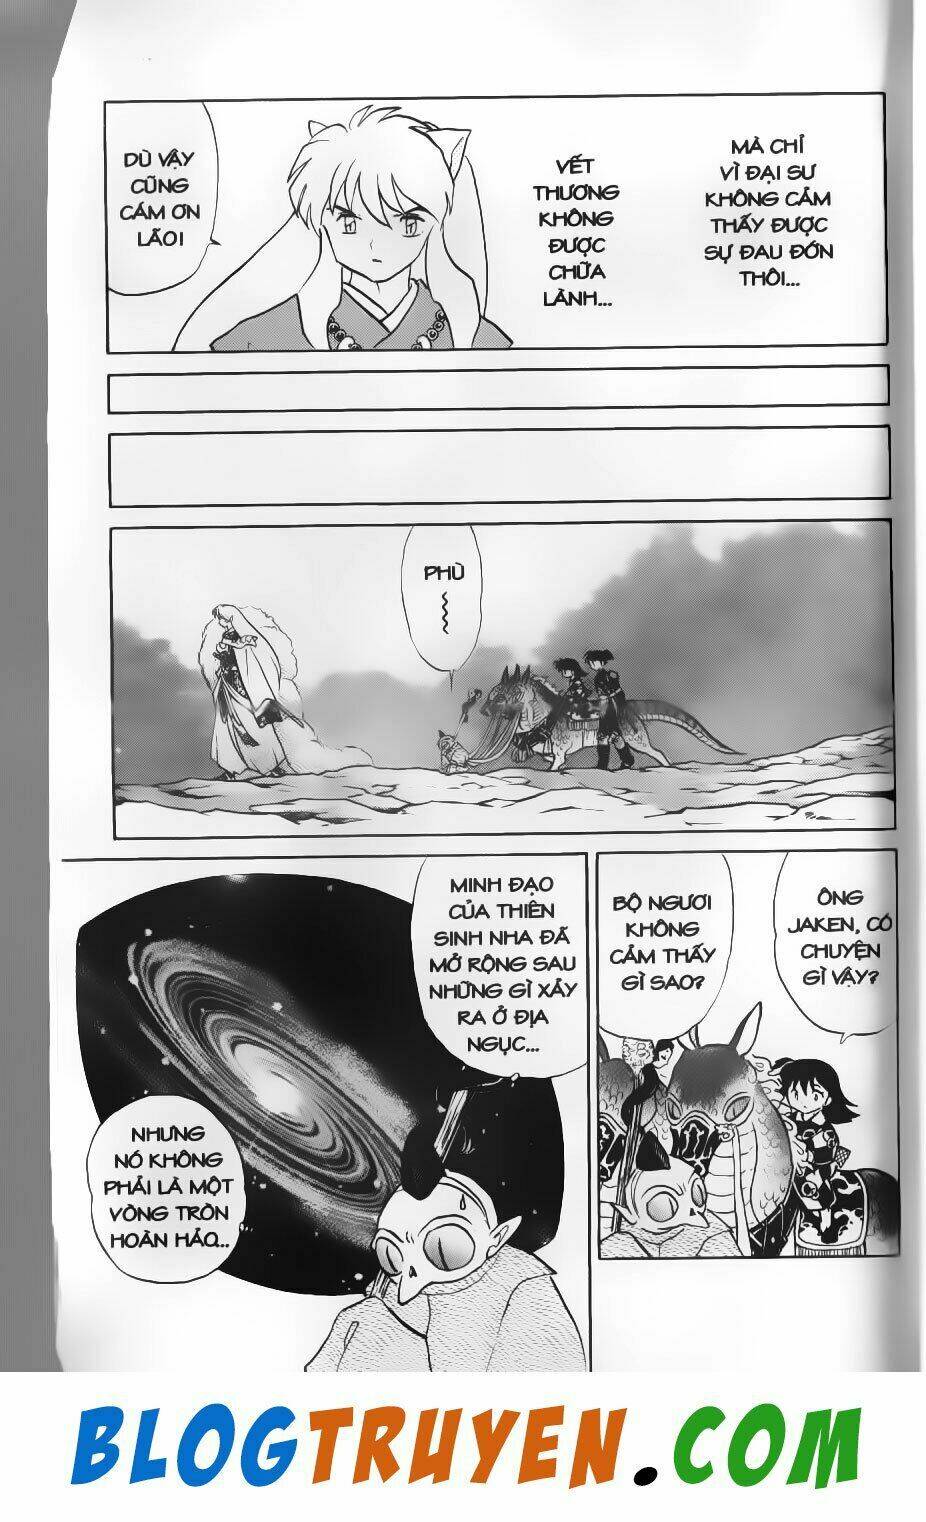 MÀ CHỈ
VÌ ĐẠI SƯ
KHÔNG CẢM
THẤY ĐƯỢC
SỰ ĐAU ĐỚN
THÔI...
VẾT
THƯƠNG
KHÔNG
ĐƯỢC
CHỮA
LÀNH...
DÙ VẬY
CŨNG
CÁM ƠN
LÃO!
PHÙ
ÔNG
JAKEN, CÓ
CHUYỆN
GÌ VẬY?
BỘ NGƯƠI
KHÔNG
CẢM THẤY
GÌ SAO?
MINH ĐẠO
CỦA THIÊN
SINH NHA ĐÃ
MỞ RỘNG SAU
NHỮNG GÌ XẢY
RA Ở ĐỊA
NGỤC...
NHƯNG
NÓ KHÔNG
PHẢI LÀ MỘT
VÒNG TRÒN
HOÀN HẢO...
BLOGTRUYEN.COM